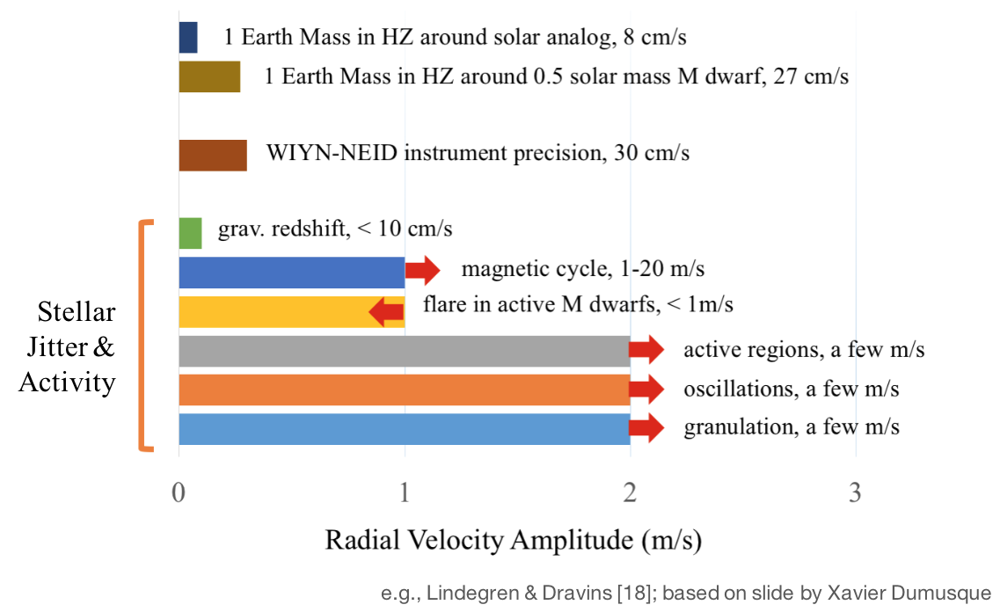 1 Earth Mass in HZ around solar analog, 8 cm/s
1 Earth Mass in HZ around 0.5 solar mass M dwarf, 27 cm/s
WIYN-NEID instrument precision, 30 cm/s
grav. redshift, < 10 cm/s
magnetic cycle, 1-20 m/s
flare in active M dwarfs, < 1m/s
active regions, a few m/s
oscillations, a few m/s
granulation, a few m/s
Stellar
Jitter &
Activity
0 1 2 3
Radial Velocity Amplitude (m/s)
e.g., Lindegren & Dravins [18]; based on slide by Xavier Dumusque